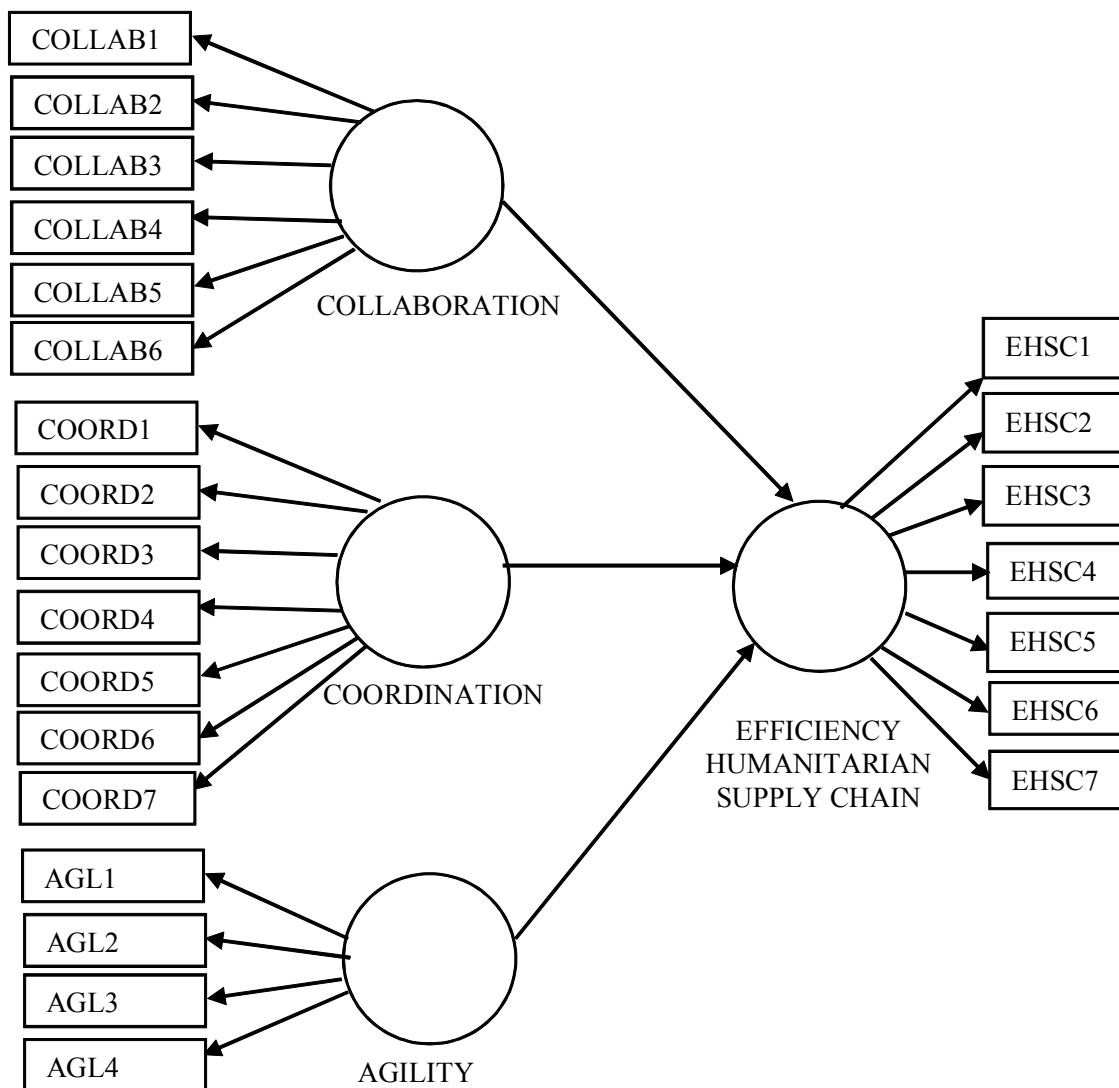 COLLAB1
COLLAB2
COLLAB3
COLLAB4
COLLAB5
COLLAB6
COLLABORATION
COORD1
COORD2
COORD3
COORD4
COORD5
COORD6
COORD7
COORDINATION
AGL1
AGL2
AGL3
AGL4
AGILITY
EFFICIENCY
HUMANITARIAN
SUPPLY CHAIN
EHSC1
EHSC2
EHSC3
EHSC4
EHSC5
EHSC6
EHSC7